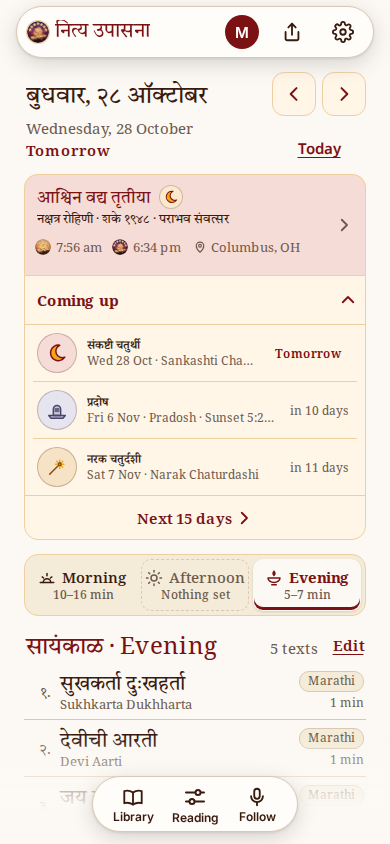 नित्य उपासना
M
बुधवार, २८ ऑक्टोबर
Wednesday, 28 October
Tomorrow
Today
आश्विन वद्य तृतीया
नक्षत्र रोहिणी · शके १९४८ · पराभव संवत्सर
7:56 am 6:34 pm Columbus, OH
Coming up
संकष्टी चतुर्थी
Wed 28 Oct · Sankashti Cha...
Tomorrow
प्रदोष
Fri 6 Nov · Pradosh · Sunset 5:2...
in 10 days
नरक चतुर्दशी
Sat 7 Nov · Narak Chaturdashi
in 11 days
Next 15 days
Morning
10–16 min
Afternoon
Nothing set
Evening
5–7 min
सायंकाळ · Evening
5 texts
Edit
१.
सुखकर्ता दुःखहर्ता
Sukhkarta Dukhharta
Marathi
1 min
२.
देवीची आरती
Devi Aarti
Marathi
1 min
जय
Marathi
Library
Reading
Follow